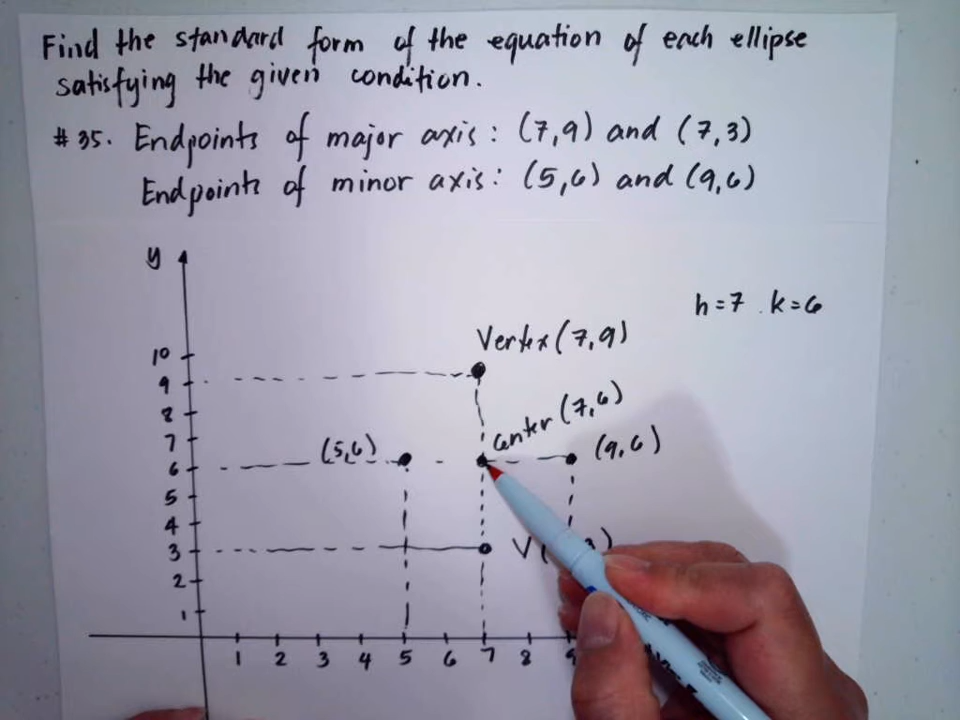 Find the standard form of the equation of each ellipse
satisfying the given condition.
#35. Endpoints of major axis: (7,9) and (7,3)
Endpoints of minor axis: (5,6) and (9,6)
y
h=7 . k=6
Vertex (7,9)
10
9
8
7
6
5
4
3
2
1
center (7,6)
(5,6)
(9,6)
V( 3)
1 2 3 4 5 6 7 8 9